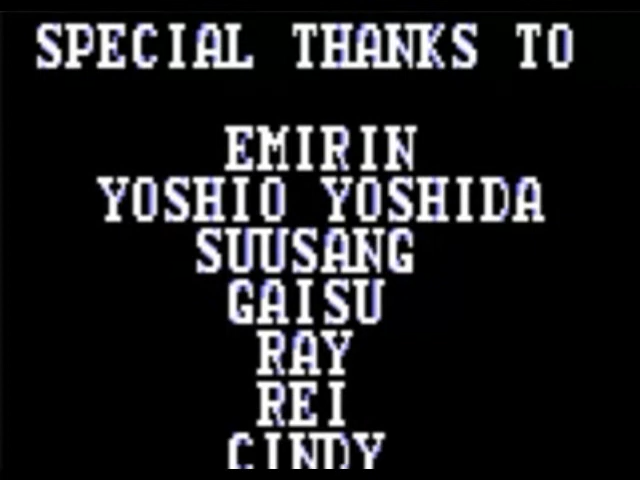 SPECIAL THANKS TO
EMIRIN
YOSHIO YOSHIDA
SUUSANG
GAISU
RAY
REI
CINDY